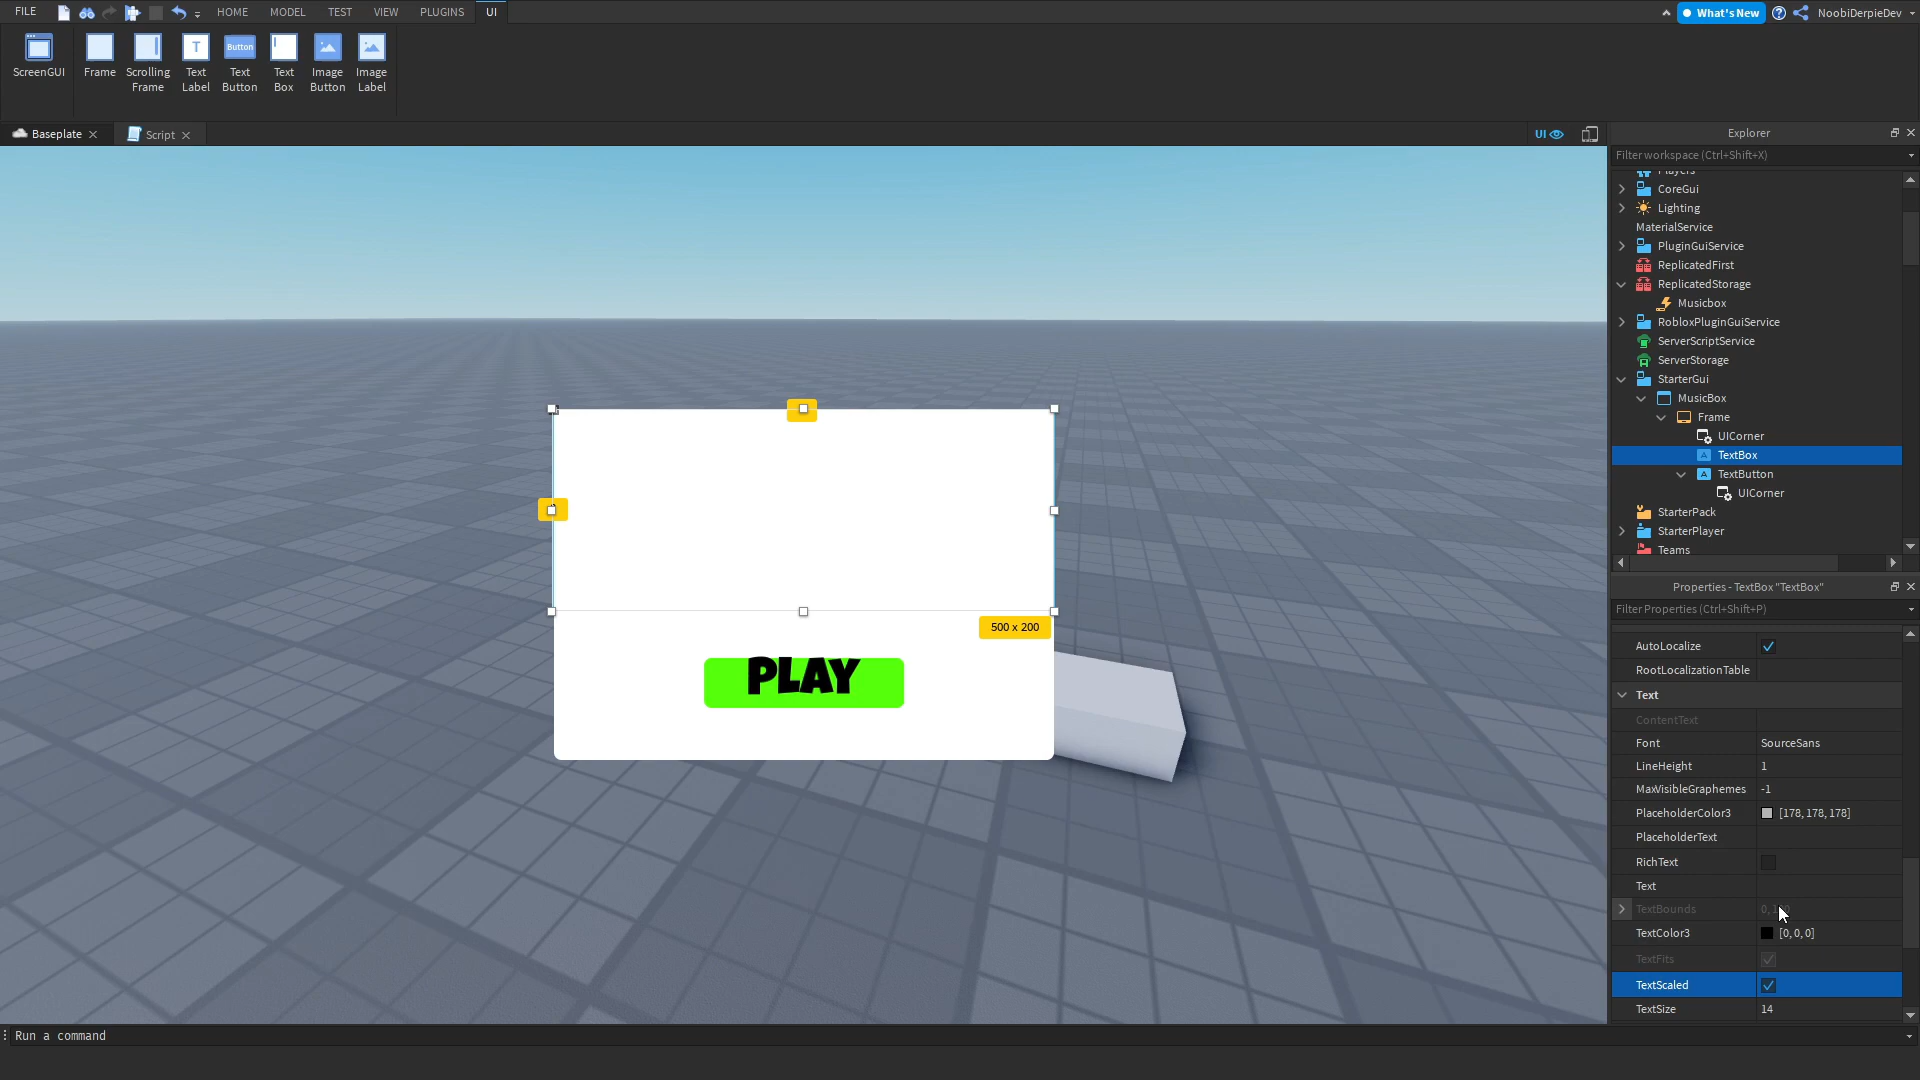 FILE
HOME
MODEL
TEST
VIEW
PLUGINS
UI
What's New
NoobiDerpieDev
ScreenGUI
Frame
Scrolling
Frame
Text
Label
Button
Text
Button
Text
Box
Image
Button
Image
Label
Baseplate
Script
UI
Explorer
Filter workspace (Ctrl+Shift+X)
Players
CoreGui
Lighting
MaterialService
PluginGuiService
ReplicatedFirst
ReplicatedStorage
Musicbox
RobloxPluginGuiService
ServerScriptService
ServerStorage
StarterGui
MusicBox
Frame
UICorner
TextBox
TextButton
UICorner
StarterPack
StarterPlayer
Teams
500 x 200
PLAY
Properties - TextBox "TextBox"
Filter Properties (Ctrl+Shift+P)
AutoLocalize
RootLocalizationTable
Text
ContentText
Font SourceSans
LineHeight 1
MaxVisibleGraphemes -1
PlaceholderColor3 [178, 178, 178]
PlaceholderText
RichText
Text
TextBounds
TextColor3 [0, 0, 0]
TextFits
TextScaled
TextSize 14
Run a command